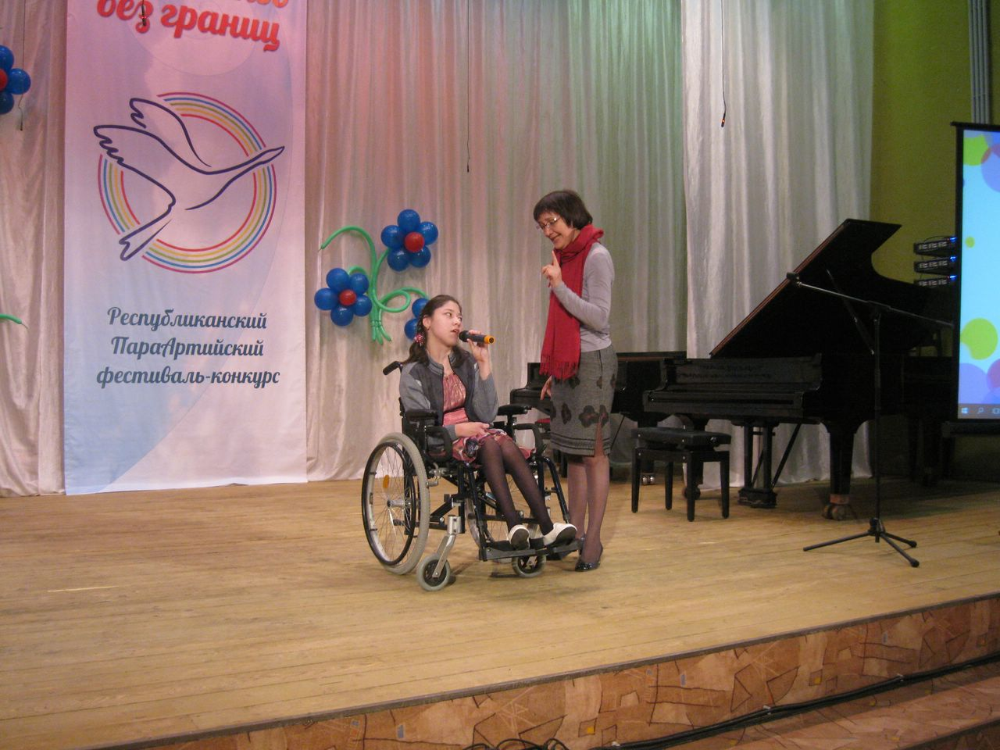 без границ
Республиканский
ПараАртийский
фестиваль-конкурс